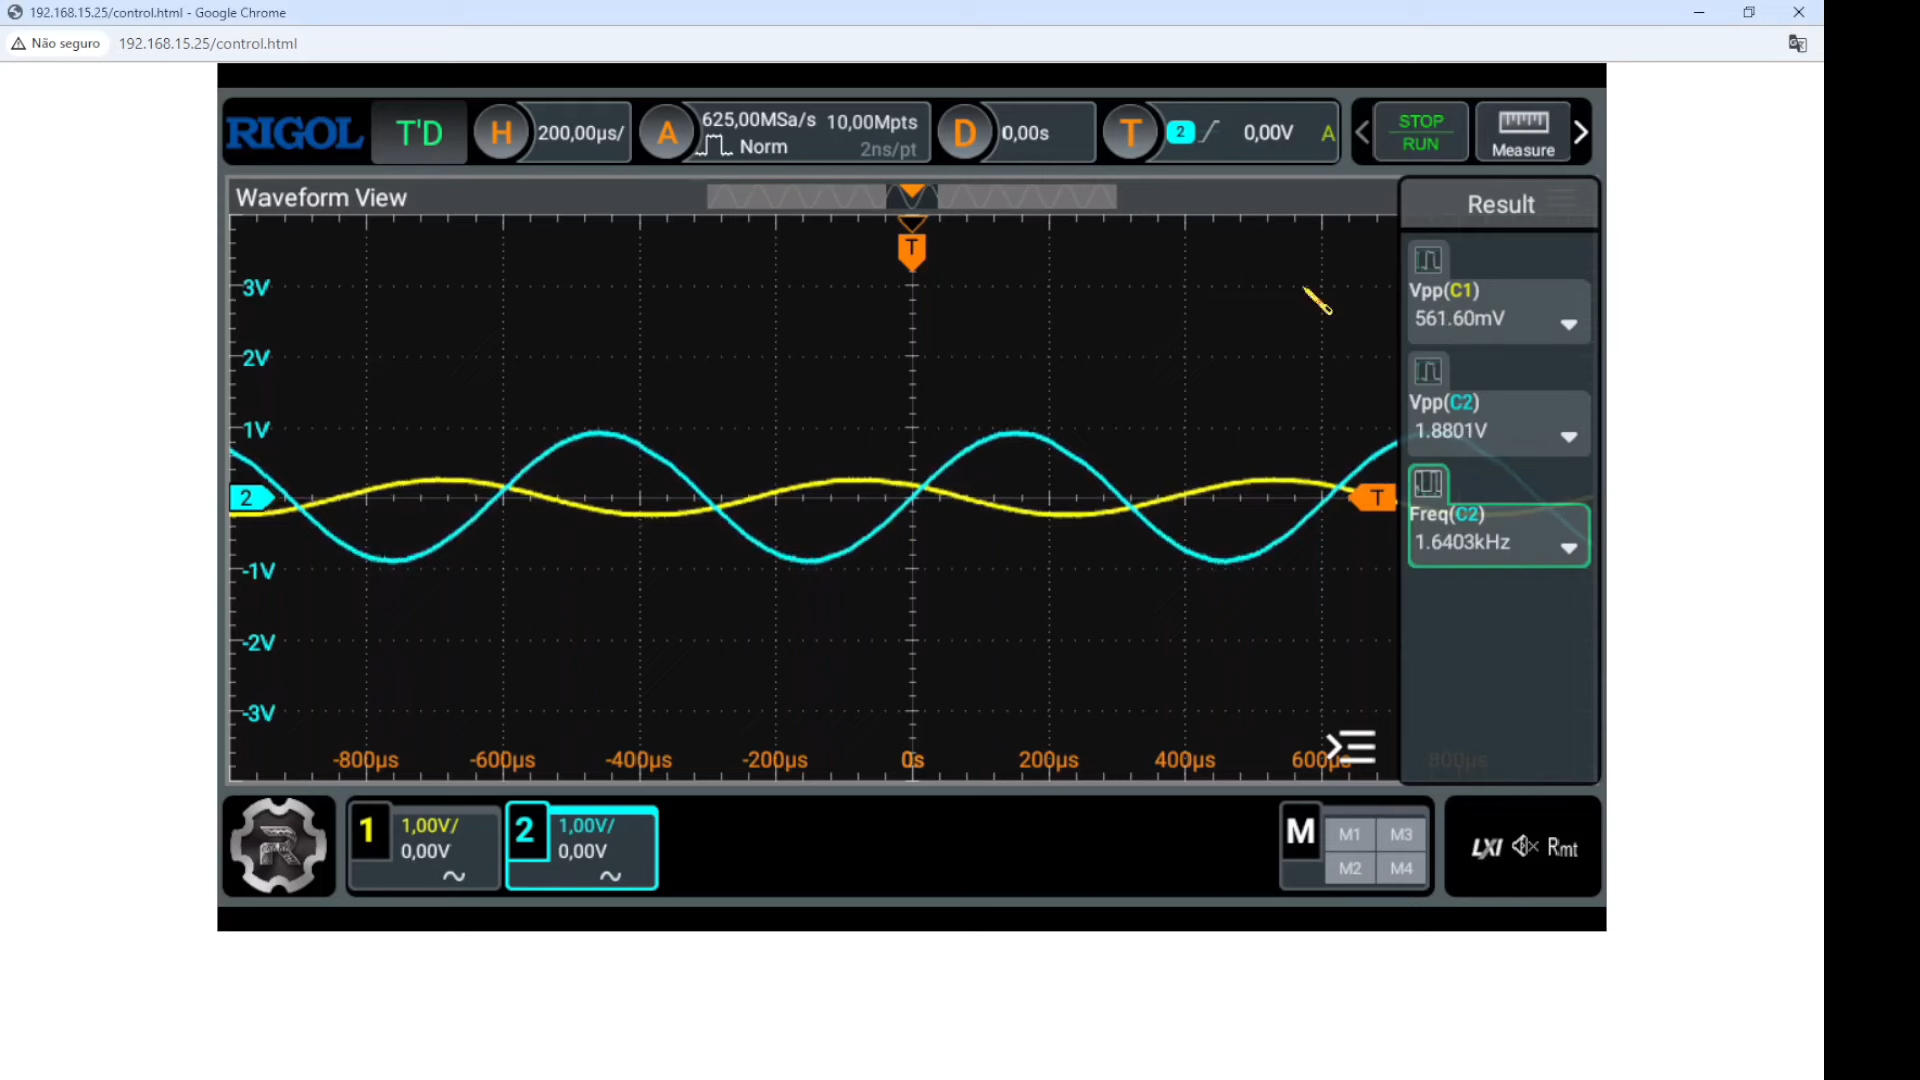 192.168.15.25/control.html - Google Chrome
Não seguro 192.168.15.25/control.html
RIGOL T'D H 200,00µs/ A 625,00MSa/s 10,00Mpts
Norm 2ns/pt
D 0,00s T 2 0,00V A
STOP
RUN
Measure
Waveform View
Result
T
3V
2V
1V
2
-1V
-2V
-3V
T
-800µs -600µs -400µs -200µs 0s 200µs 400µs 600µs 800µs
Vpp(C1)
561.60mV
Vpp(C2)
1.8801V
Freq(C2)
1.6403kHz
1 1,00V/
0,00V
2 1,00V/
0,00V
M M1 M3
M2 M4
LXI Rmt